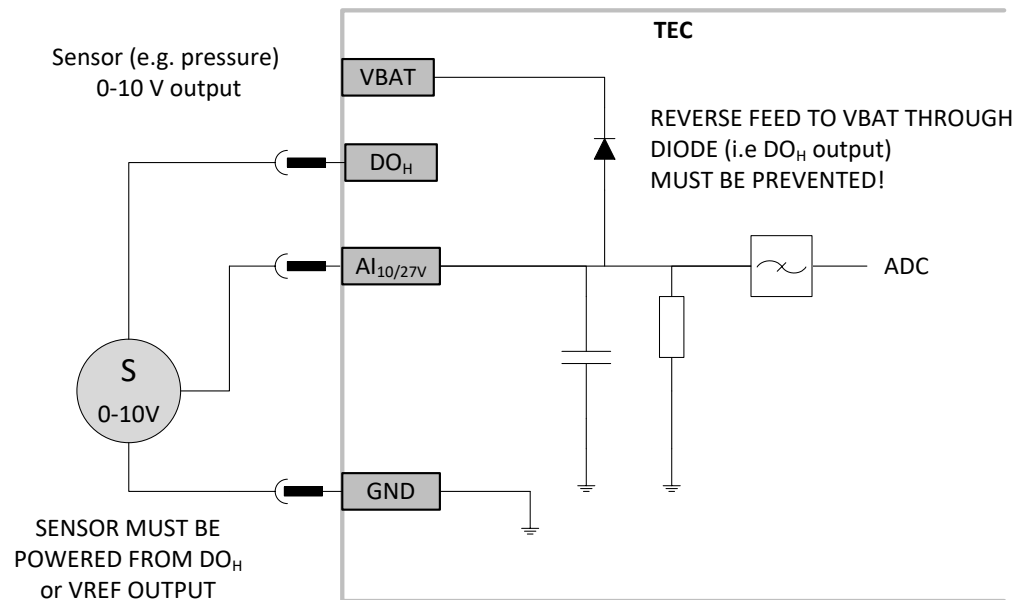 TEC
Sensor (e.g. pressure)
0-10 V output
VBAT
REVERSE FEED TO VBAT THROUGH
DIODE (i.e DOH output)
MUST BE PREVENTED!
DOH
AI10/27V
ADC
S
0-10V
GND
SENSOR MUST BE
POWERED FROM DOH
or VREF OUTPUT